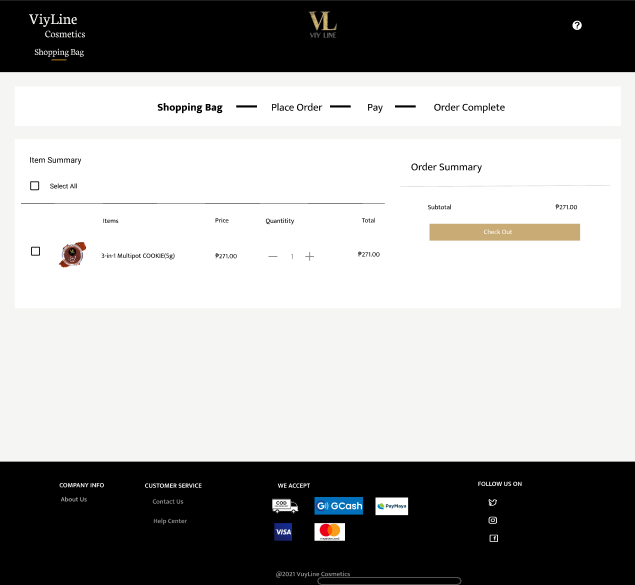 ViyLine
Cosmetics
VL
VIY LINE
?
Shopping Bag
Shopping Bag Place Order Pay Order Complete
Item Summary
Order Summary
Select All
Subtotal ₱271.00
Items Price Quantitity Total
Check Out
3-in-1 Multipot COOKIE(5g) ₱271.00 1 ₱271.00
COMPANY INFO CUSTOMER SERVICE WE ACCEPT FOLLOW US ON
About Us Contact Us COD GCash PayMaya
Help Center
VISA mastercard
@2021 VuyLine Cosmetics